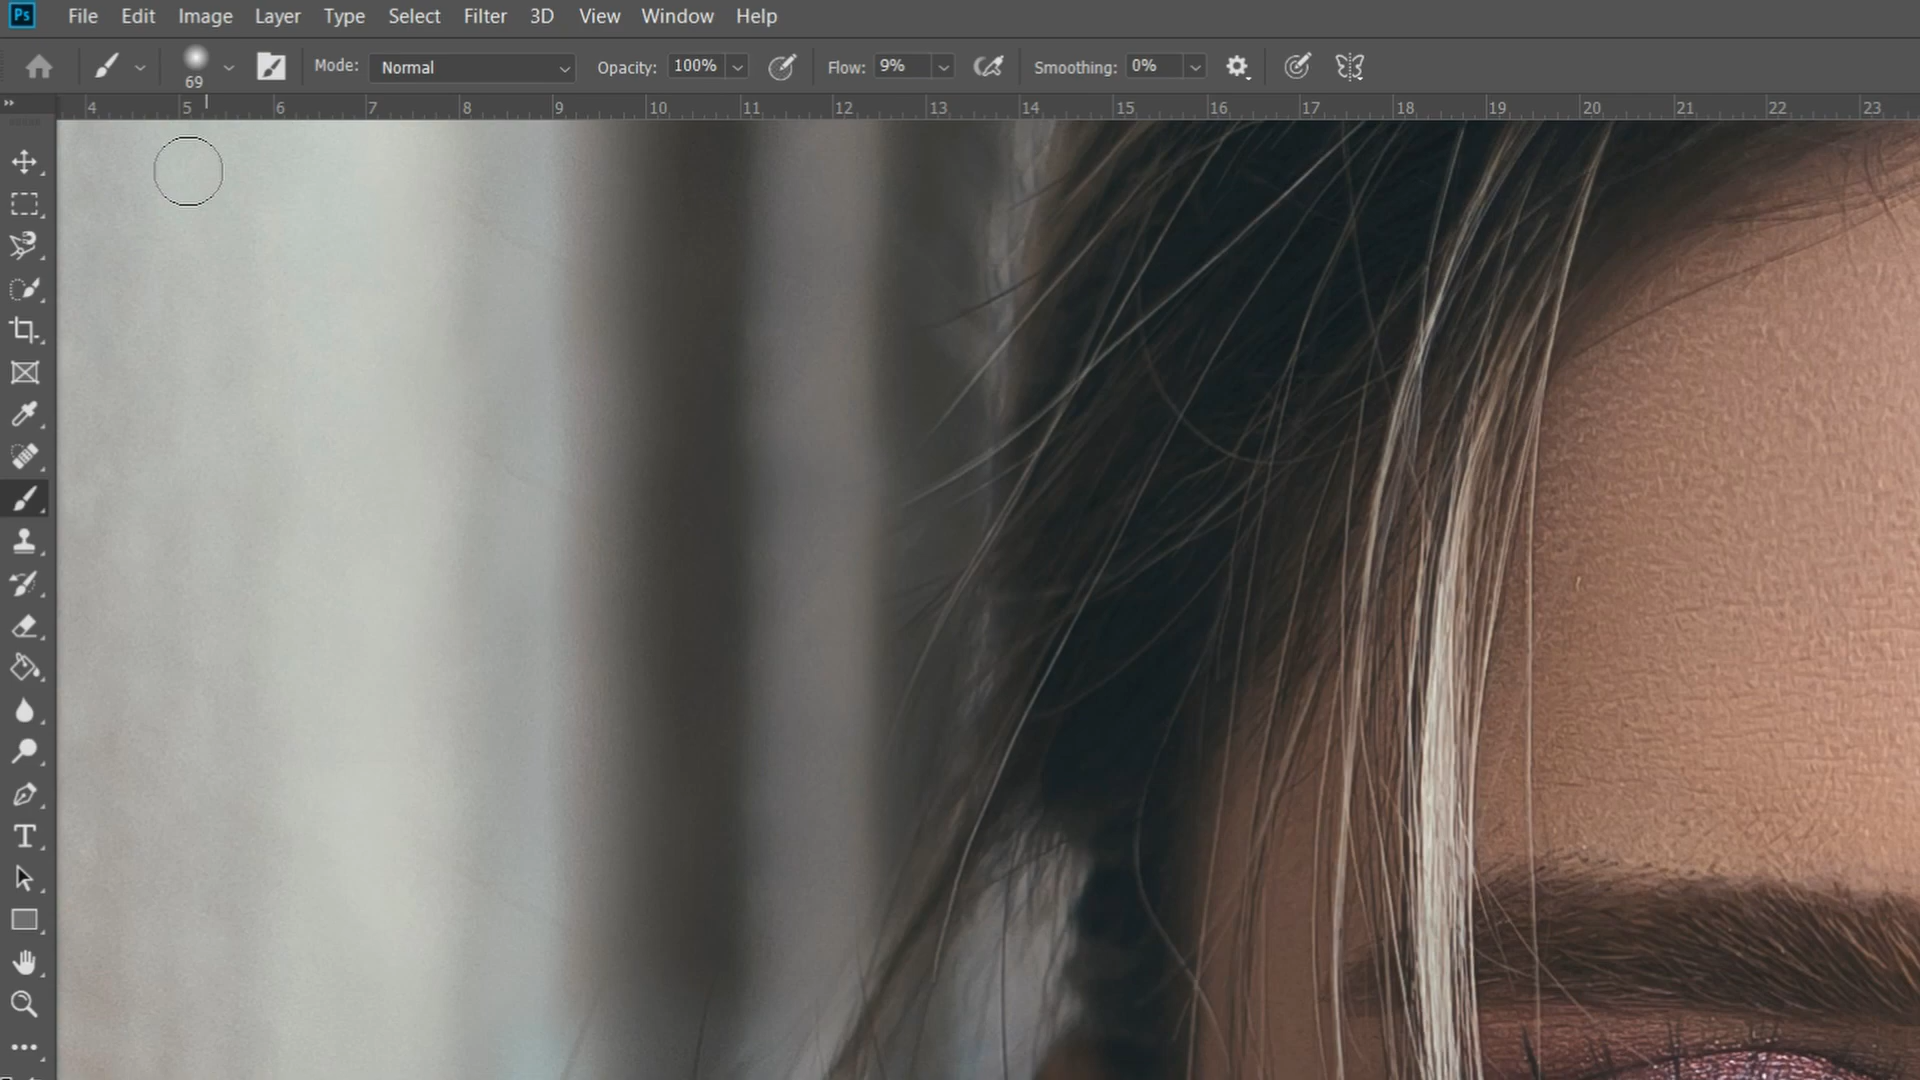 Ps File Edit Image Layer Type Select Filter 3D View Window Help
69 Mode: Normal Opacity: 100% Flow: 9% Smoothing: 0%
4 5 6 7 8 9 10 11 12 13 14 15 16 17 18 19 20 21 22 23